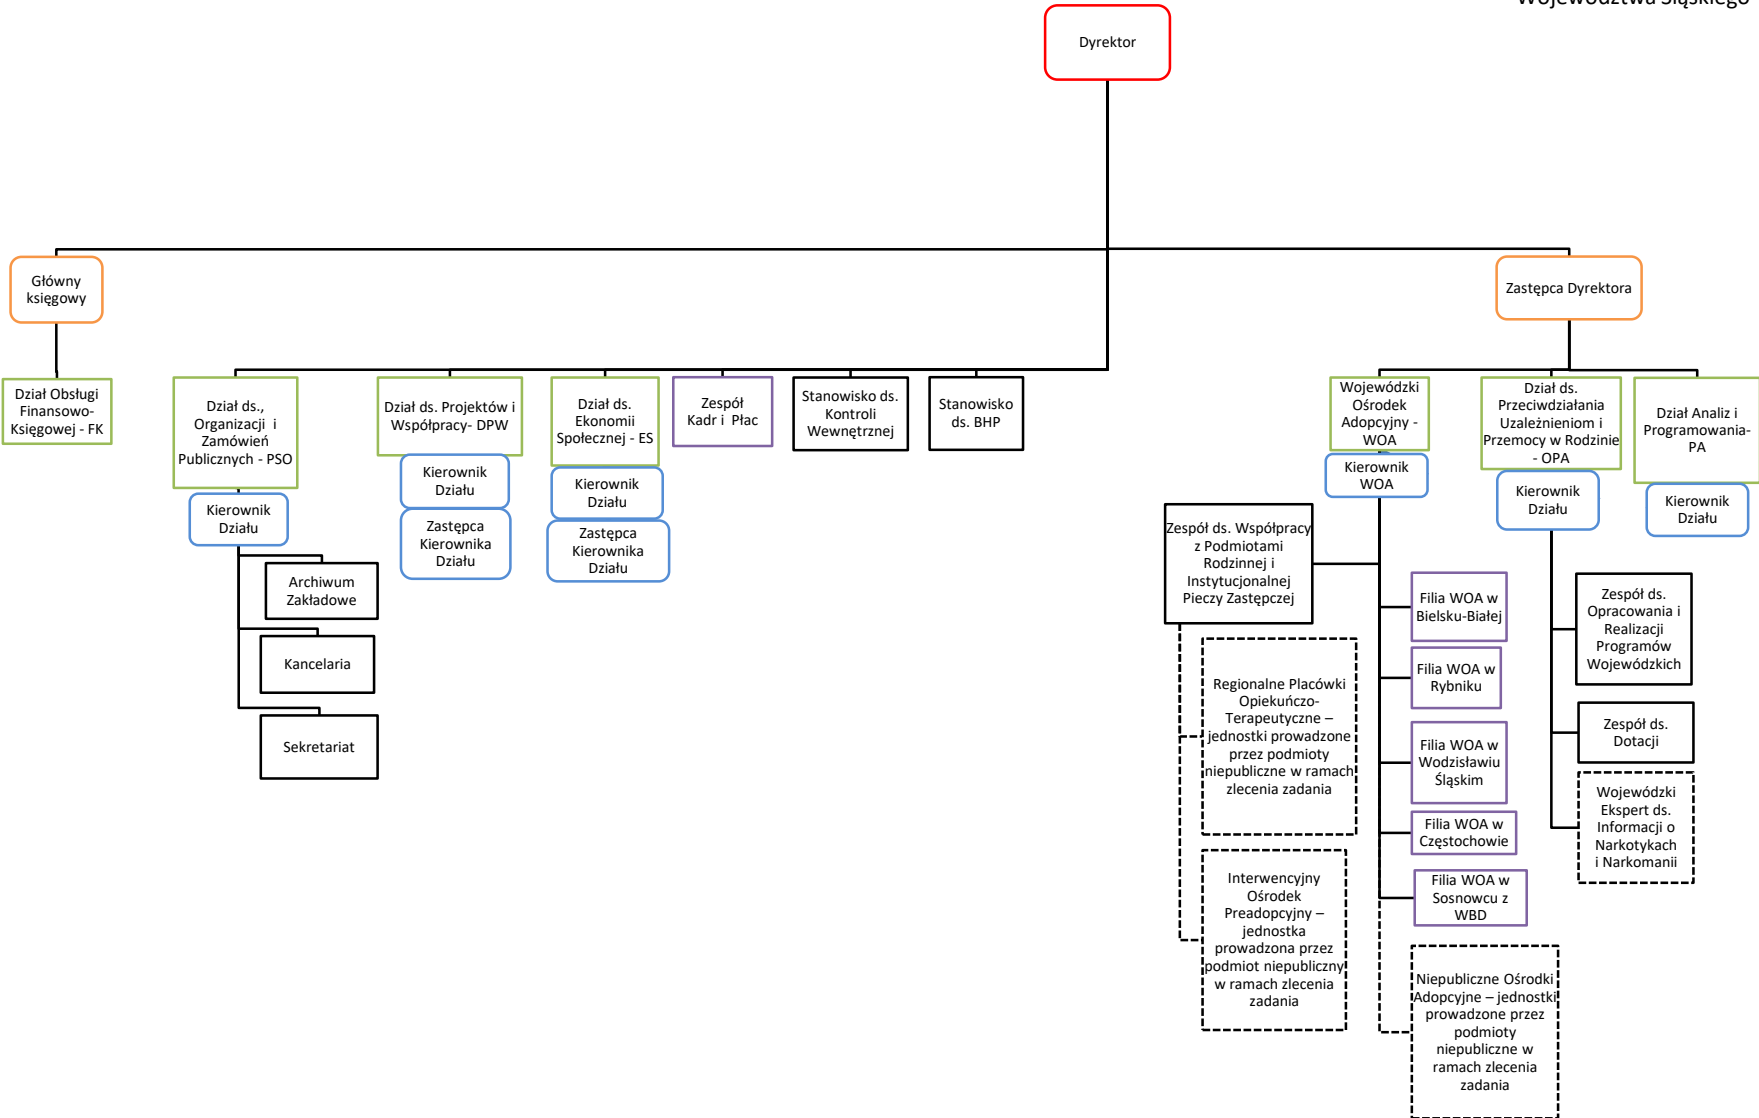 Województwa Śląskiego
Dyrektor
Główny
księgowy
Zastępca Dyrektora
Dział Obsługi
Finansowo-
Księgowej - FK
Dział ds.,
Organizacji i
Zamówień
Publicznych - PSO
Kierownik
Działu
Archiwum
Zakładowe
Kancelaria
Sekretariat
Dział ds. Projektów i
Współpracy- DPW
Kierownik
Działu
Zastępca
Kierownika
Działu
Dział ds.
Ekonomii
Społecznej - ES
Kierownik
Działu
Zastępca
Kierownika
Działu
Zespół
Kadr i Płac
Stanowisko ds.
Kontroli
Wewnętrznej
Stanowisko
ds. BHP
Wojewódzki
Ośrodek
Adopcyjny -
WOA
Kierownik
WOA
Zespół ds. Współpracy
z Podmiotami
Rodzinnej i
Instytucjonalnej
Pieczy Zastępczej
Regionalne Placówki
Opiekuńczo-
Terapeutyczne –
jednostki prowadzone
przez podmioty
niepubliczne w ramach
zlecenia zadania
Interwencyjny
Ośrodek
Preadopcyjny –
jednostka
prowadzona przez
podmiot niepubliczny
w ramach zlecenia
zadania
Filia WOA w
Bielsku-Białej
Filia WOA w
Rybniku
Filia WOA w
Wodzisławiu
Śląskim
Filia WOA w
Częstochowie
Filia WOA w
Sosnowcu z
WBD
Niepubliczne Ośrodki
Adopcyjne – jednostki
prowadzone przez
podmioty
niepubliczne w
ramach zlecenia
zadania
Dział ds.
Przeciwdziałania
Uzależnieniom i
Przemocy w Rodzinie
- OPA
Kierownik
Działu
Zespół ds.
Opracowania i
Realizacji
Programów
Wojewódzkich
Zespół ds.
Dotacji
Wojewódzki
Ekspert ds.
Informacji o
Narkotykach
i Narkomanii
Dział Analiz i
Programowania-
PA
Kierownik
Działu